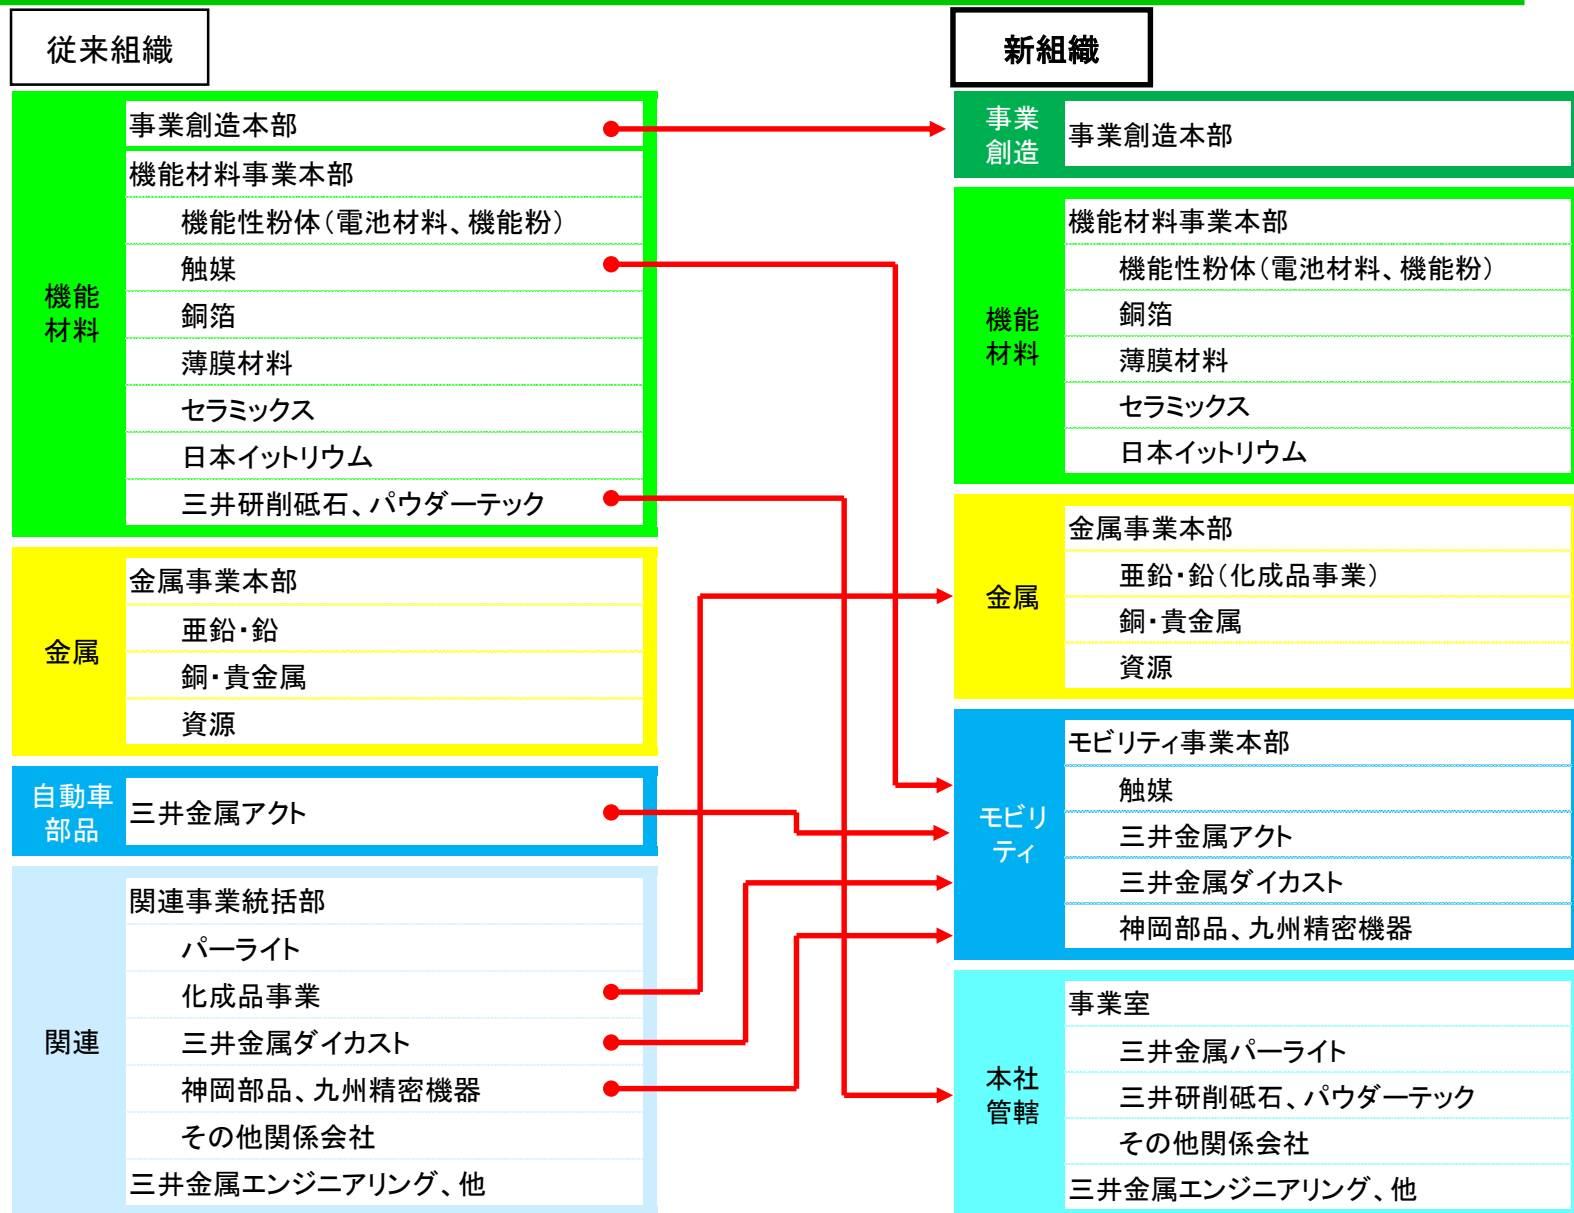 従来組織
機能
材料
事業創造本部
機能材料事業本部
機能性粉体(電池材料、機能粉)
触媒
銅箔
薄膜材料
セラミックス
日本イットリウム
三井研削砥石、パウダーテック
金属
金属事業本部
亜鉛・鉛
銅・貴金属
資源
自動車
部品
三井金属アクト
関連
関連事業統括部
パーライト
化成品事業
三井金属ダイカスト
神岡部品、九州精密機器
その他関係会社
三井金属エンジニアリング、他
新組織
事業
創造
事業創造本部
機能
材料
機能材料事業本部
機能性粉体(電池材料、機能粉)
銅箔
薄膜材料
セラミックス
日本イットリウム
金属
金属事業本部
亜鉛・鉛(化成品事業)
銅・貴金属
資源
モビリ
ティ
モビリティ事業本部
触媒
三井金属アクト
三井金属ダイカスト
神岡部品、九州精密機器
本社
管轄
事業室
三井金属パーライト
三井研削砥石、パウダーテック
その他関係会社
三井金属エンジニアリング、他